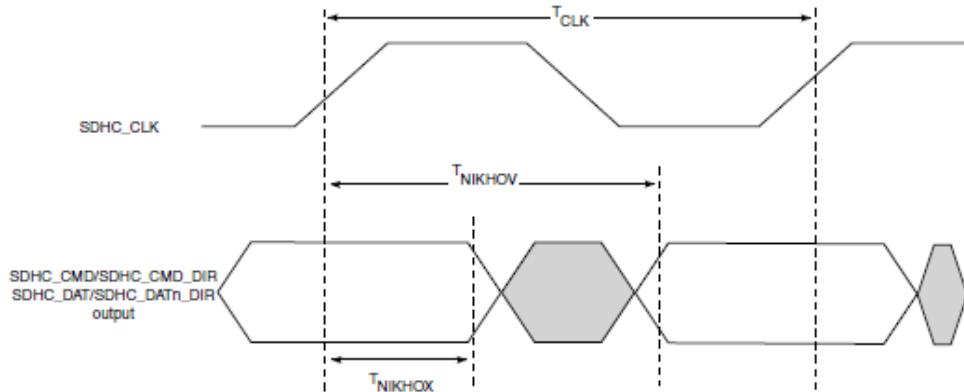 TCLK
SDHC_CLK
TNIKHOV
SDHC_CMD/SDHC_CMD_DIR
SDHC_DAT/SDHC_DATn_DIR
output
TNIKHOX